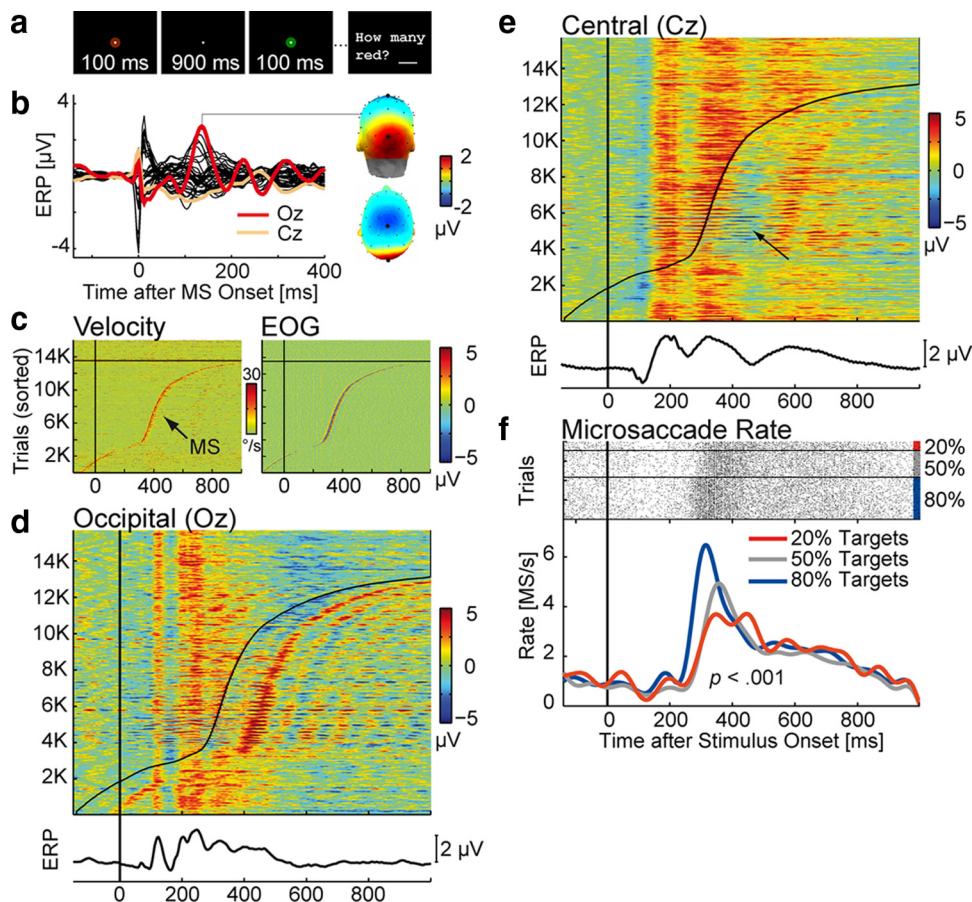 a
100 ms
900 ms
100 ms
...
How many
red? __
b
4
0
-4
ERP [µV]
Oz
Cz
0
200
400
Time after MS Onset [ms]
2
-2
µV
c
Velocity
EOG
14K
10K
6K
2K
Trials (sorted)
MS
30
0
°/s
5
0
−5
µV
0
400
800
0
400
800
d
Occipital (Oz)
14K
12K
10K
8K
6K
4K
2K
5
0
−5
µV
ERP
2 µV
0
200
400
600
800
e
Central (Cz)
14K
12K
10K
8K
6K
4K
2K
5
0
−5
µV
ERP
2 µV
0
200
400
600
800
f
Microsaccade Rate
Trials
20%
50%
80%
20% Targets
50% Targets
80% Targets
6
4
2
0
Rate [MS/s]
p < .001
0
200
400
600
800
Time after Stimulus Onset [ms]